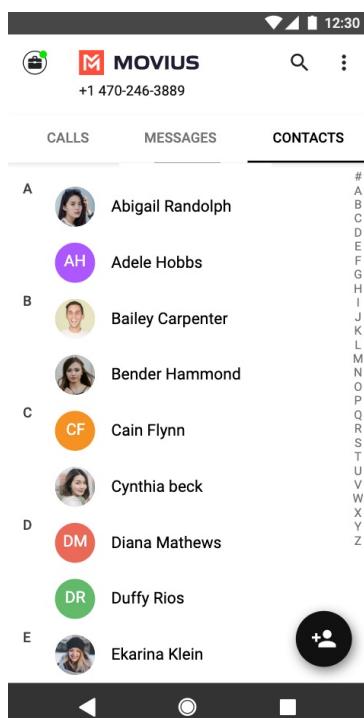 12:30
MOVIUS
+1 470-246-3889
CALLS MESSAGES CONTACTS
A
Abigail Randolph
AH Adele Hobbs
B
Bailey Carpenter
Bender Hammond
C
CF Cain Flynn
Cynthia beck
D
DM Diana Mathews
DR Duffy Rios
E
Ekarina Klein
#
A
B
C
D
E
F
G
H
I
J
K
L
M
N
O
P
Q
R
S
T
U
V
W
X
Y
Z